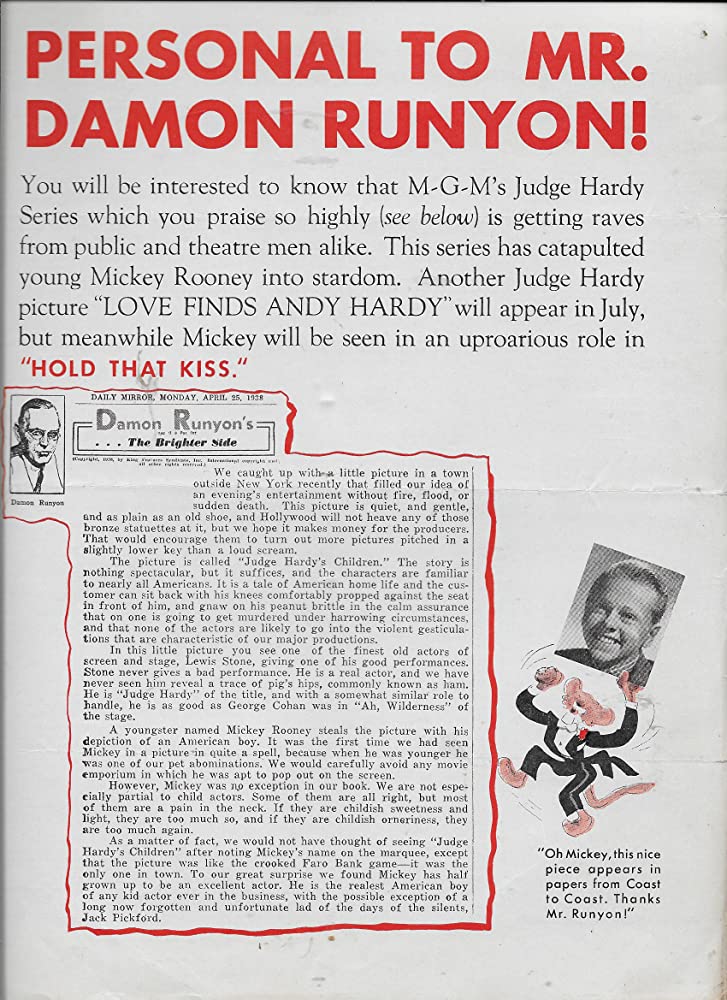 PERSONAL TO MR.
DAMON RUNYON!
You will be interested to know that M-G-M's Judge Hardy
Series which you praise so highly (see below) is getting raves
from public and theatre men alike. This series has catapulted
young Mickey Rooney into stardom. Another Judge Hardy
picture "LOVE FINDS ANDY HARDY" will appear in July,
but meanwhile Mickey will be seen in an uproarious role in
"HOLD THAT KISS."
DAILY MIRROR, MONDAY, APRIL 25, 1938
Damon Runyon's
. . . The Brighter Side
(Copyright, 1938, by King Features Syndicate, Inc. International copyright and
all other rights reserved.)
Damon Runyon
We caught up with a little picture in a town
outside New York recently that filled our idea of
an evening's entertainment without fire, flood, or
sudden death. This picture is quiet, and gentle,
and as plain as an old shoe, and Hollywood will not heave any of those
bronze statuettes at it, but we hope it makes money for the producers.
That would encourage them to turn out more pictures pitched in a
slightly lower key than a loud scream.
The picture is called "Judge Hardy's Children." The story is
nothing spectacular, but it suffices, and the characters are familiar
to nearly all Americans. It is a tale of American home life and the cus-
tomer can sit back with his knees comfortably propped against the seat
in front of him, and gnaw on his peanut brittle in the calm assurance
that on one is going to get murdered under harrowing circumstances,
and that none of the actors are likely to go into the violent gesticula-
tions that are characteristic of our major productions.
In this little picture you see one of the finest old actors of
screen and stage, Lewis Stone, giving one of his good performances.
Stone never gives a bad performance. He is a real actor, and we have
never seen him reveal a trace of pig's hips, commonly known as ham.
He is "Judge Hardy" of the title, and with a somewhat similar role to
handle, he is as good as George Cohan was in "Ah, Wilderness" of
the stage.
A youngster named Mickey Rooney steals the picture with his
depiction of an American boy. It was the first time we had seen
Mickey in a picture in quite a spell, because when he was younger he
was one of our pet abominations. We would carefully avoid any movie
emporium in which he was apt to pop out on the screen.
However, Mickey was no exception in our book. We are not espe-
cially partial to child actors. Some of them are all right, but most
of them are a pain in the neck. If they are childish sweetness and
light, they are too much so, and if they are childish orneriness, they
are too much again.
As a matter of fact, we would not have thought of seeing "Judge
Hardy's Children" after noting Mickey's name on the marquee, except
that the picture was like the crooked Faro Bank game—it was the
only one in town. To our great surprise we found Mickey has half
grown up to be an excellent actor. He is the realest American boy
of any kid actor ever in the business, with the possible exception of a
long now forgotten and unfortunate lad of the days of the silents,
Jack Pickford.
"Oh Mickey, this nice
piece appears in
papers from Coast
to Coast. Thanks
Mr. Runyon!"